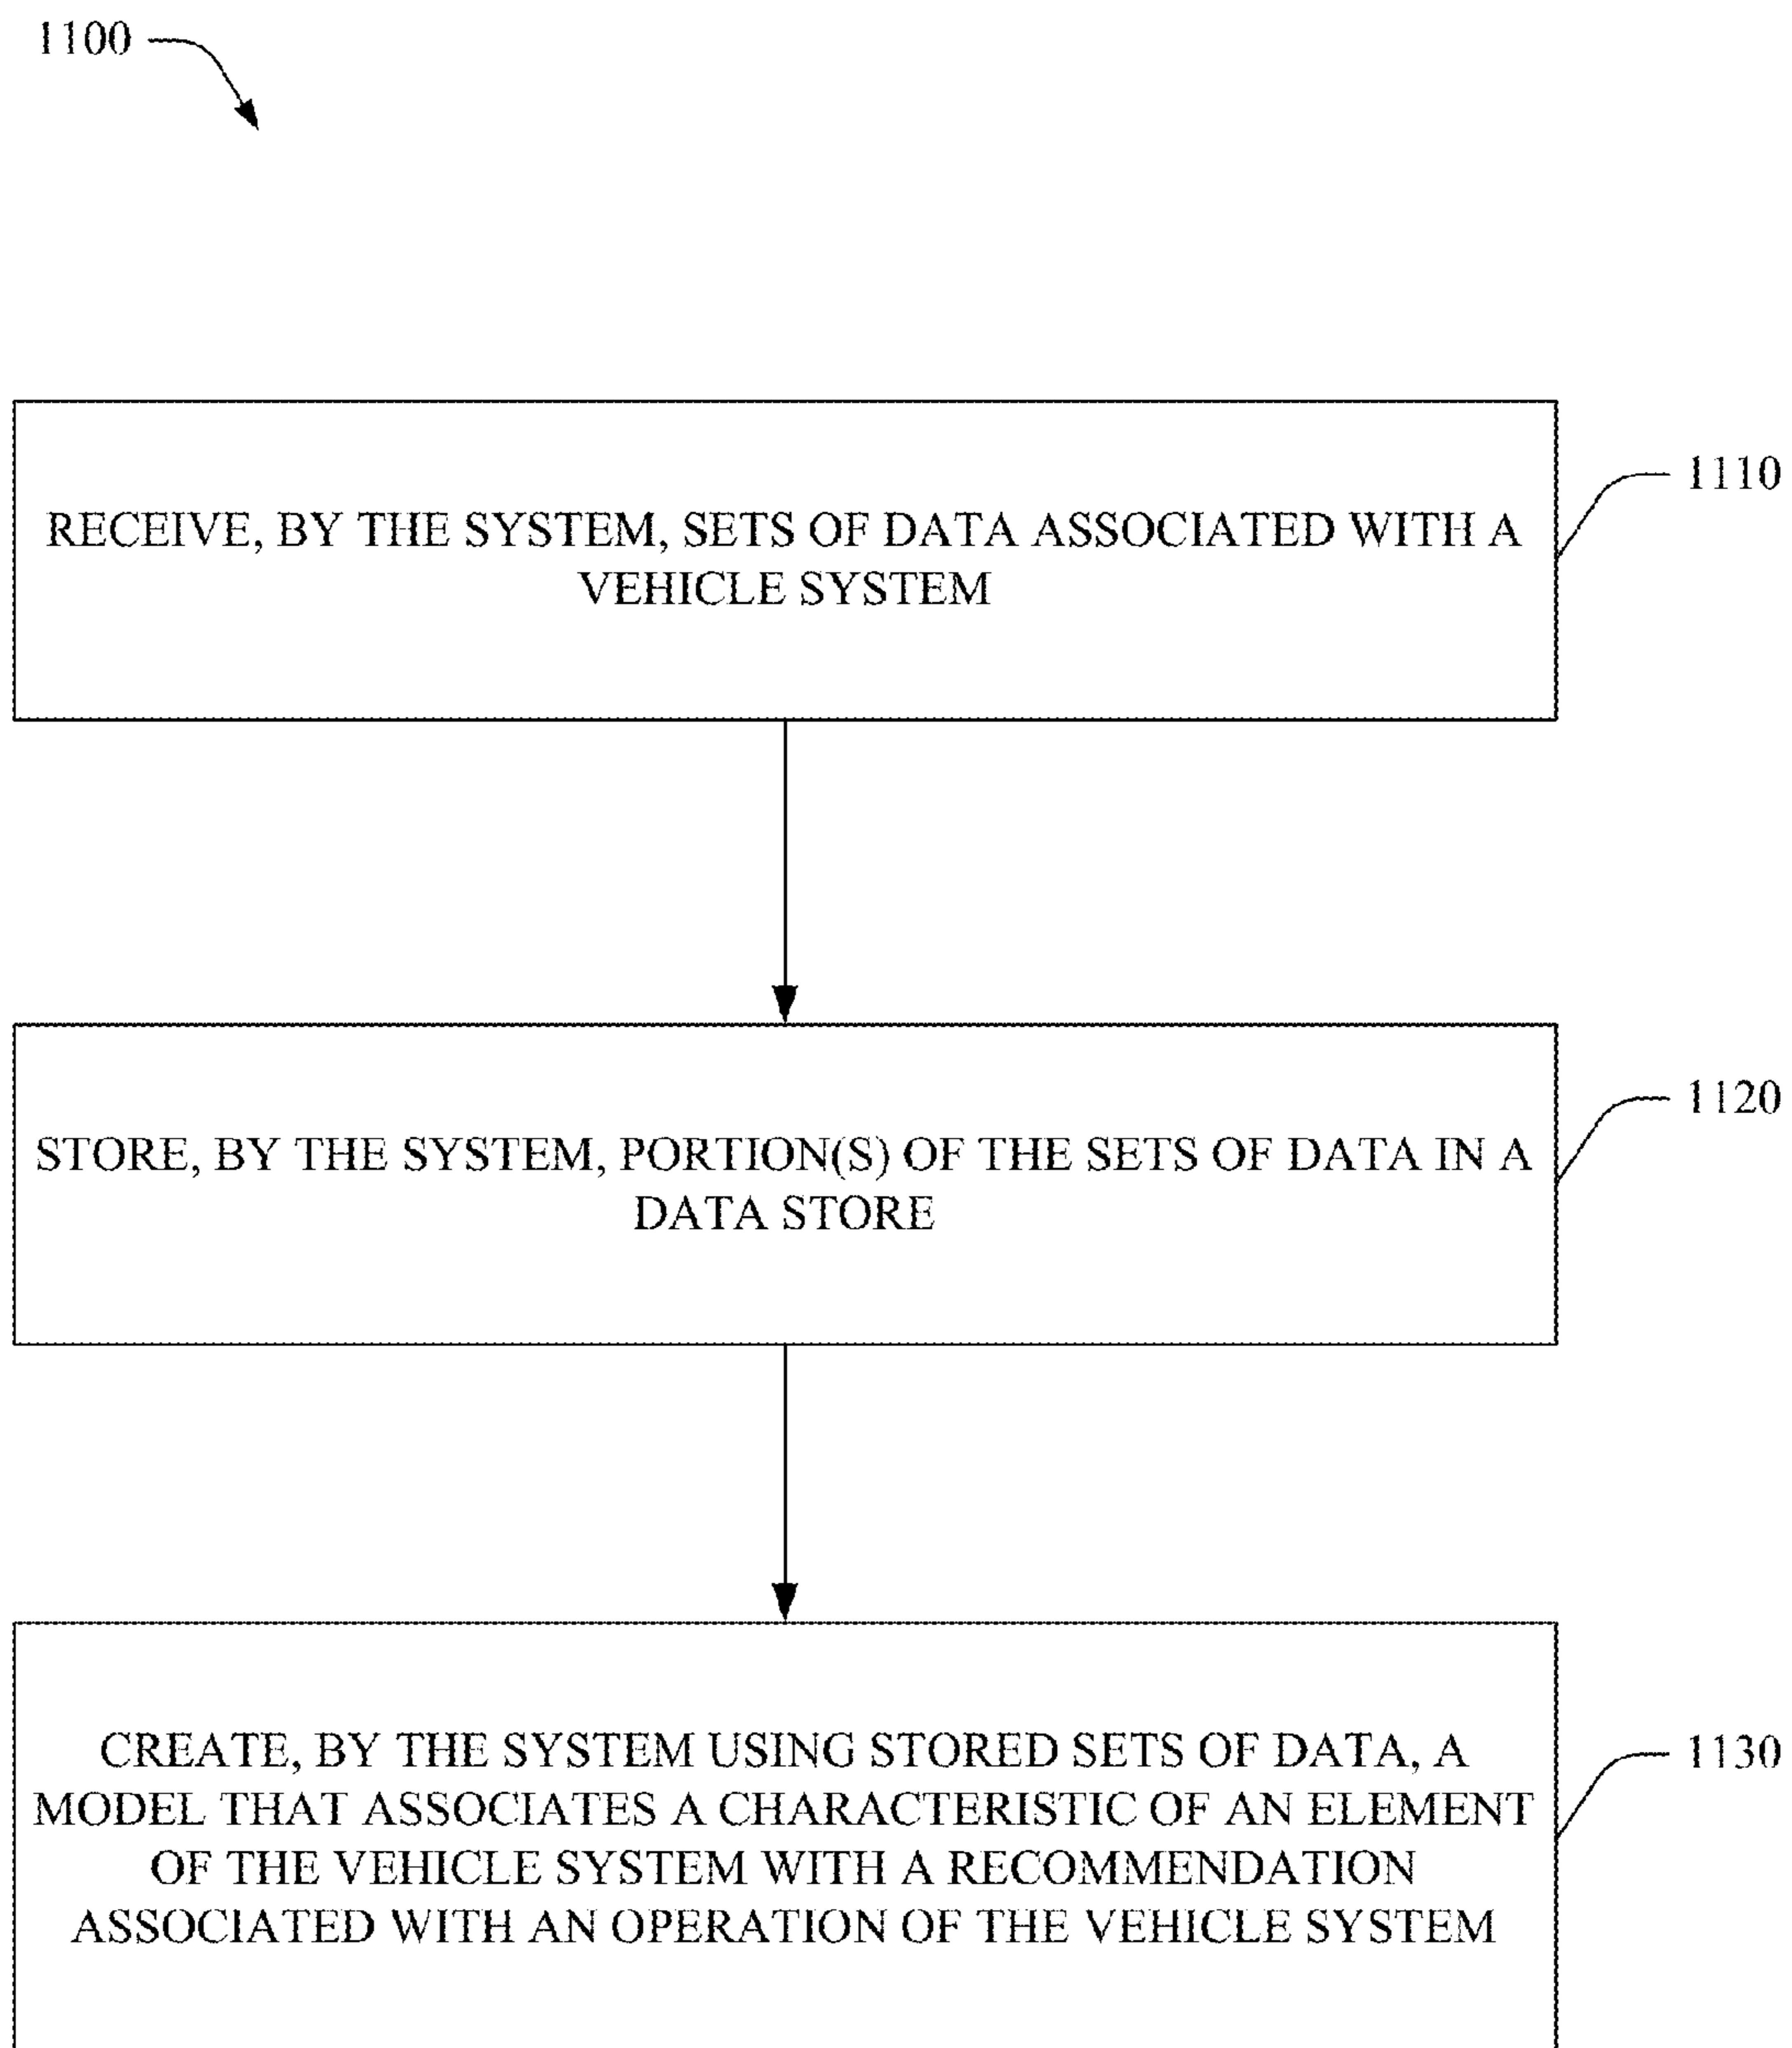 1100
RECEIVE, BY THE SYSTEM, SETS OF DATA ASSOCIATED WITH A
VEHICLE SYSTEM
1110
STORE, BY THE SYSTEM, PORTION(S) OF THE SETS OF DATA IN A
DATA STORE
1120
CREATE, BY THE SYSTEM USING STORED SETS OF DATA, A
MODEL THAT ASSOCIATES A CHARACTERISTIC OF AN ELEMENT
OF THE VEHICLE SYSTEM WITH A RECOMMENDATION
ASSOCIATED WITH AN OPERATION OF THE VEHICLE SYSTEM
1130